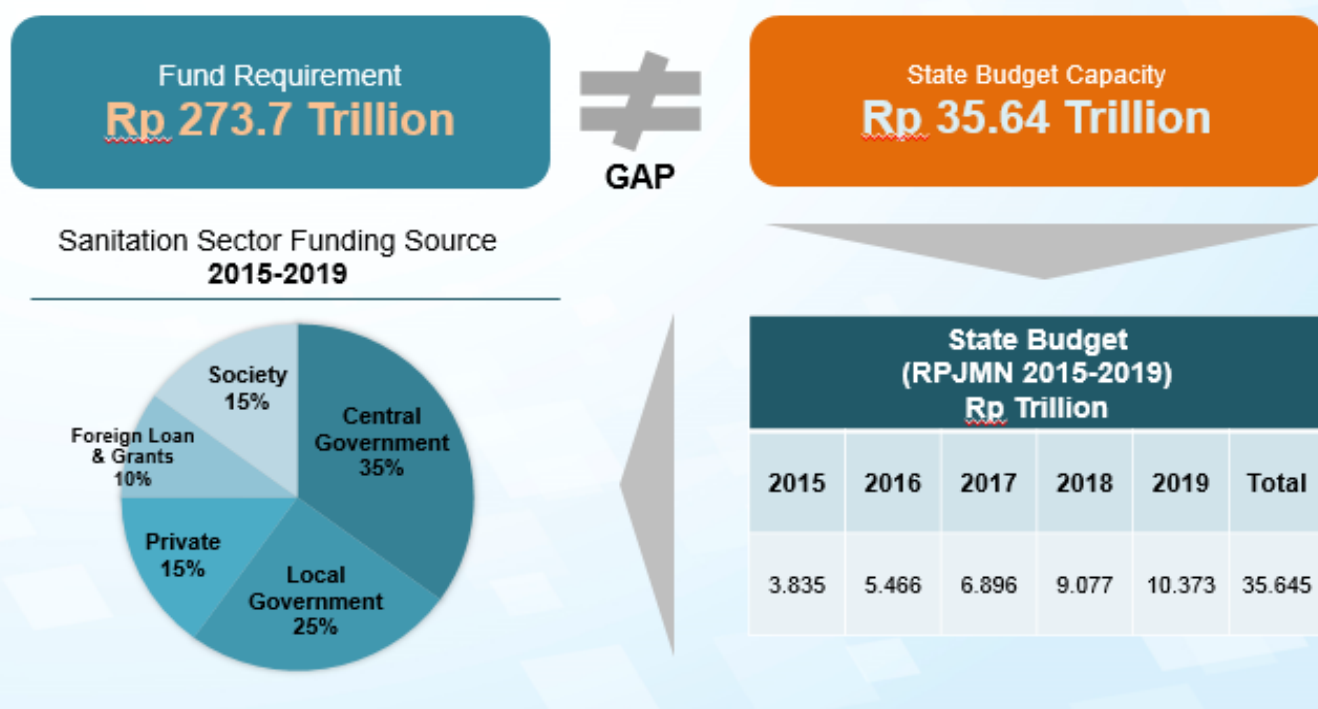 Fund Requirement
Rp 273.7 Trillion
GAP
State Budget Capacity
Rp 35.64 Trillion
Sanitation Sector Funding Source
2015-2019
Society
15%
Central
Government
35%
Foreign Loan
& Grants
10%
Private
15%
Local
Government
25%
State Budget
(RPJMN 2015-2019)
Rp Trillion
2015 2016 2017 2018 2019 Total
3.835 5.466 6.896 9.077 10.373 35.645